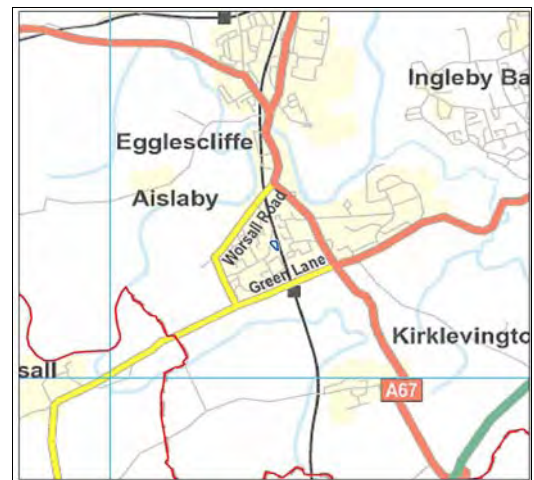 Ingleby Ba
Egglescliffe
Aislaby
Worsall Road
Green Lane
Kirklevingto
sall
A67